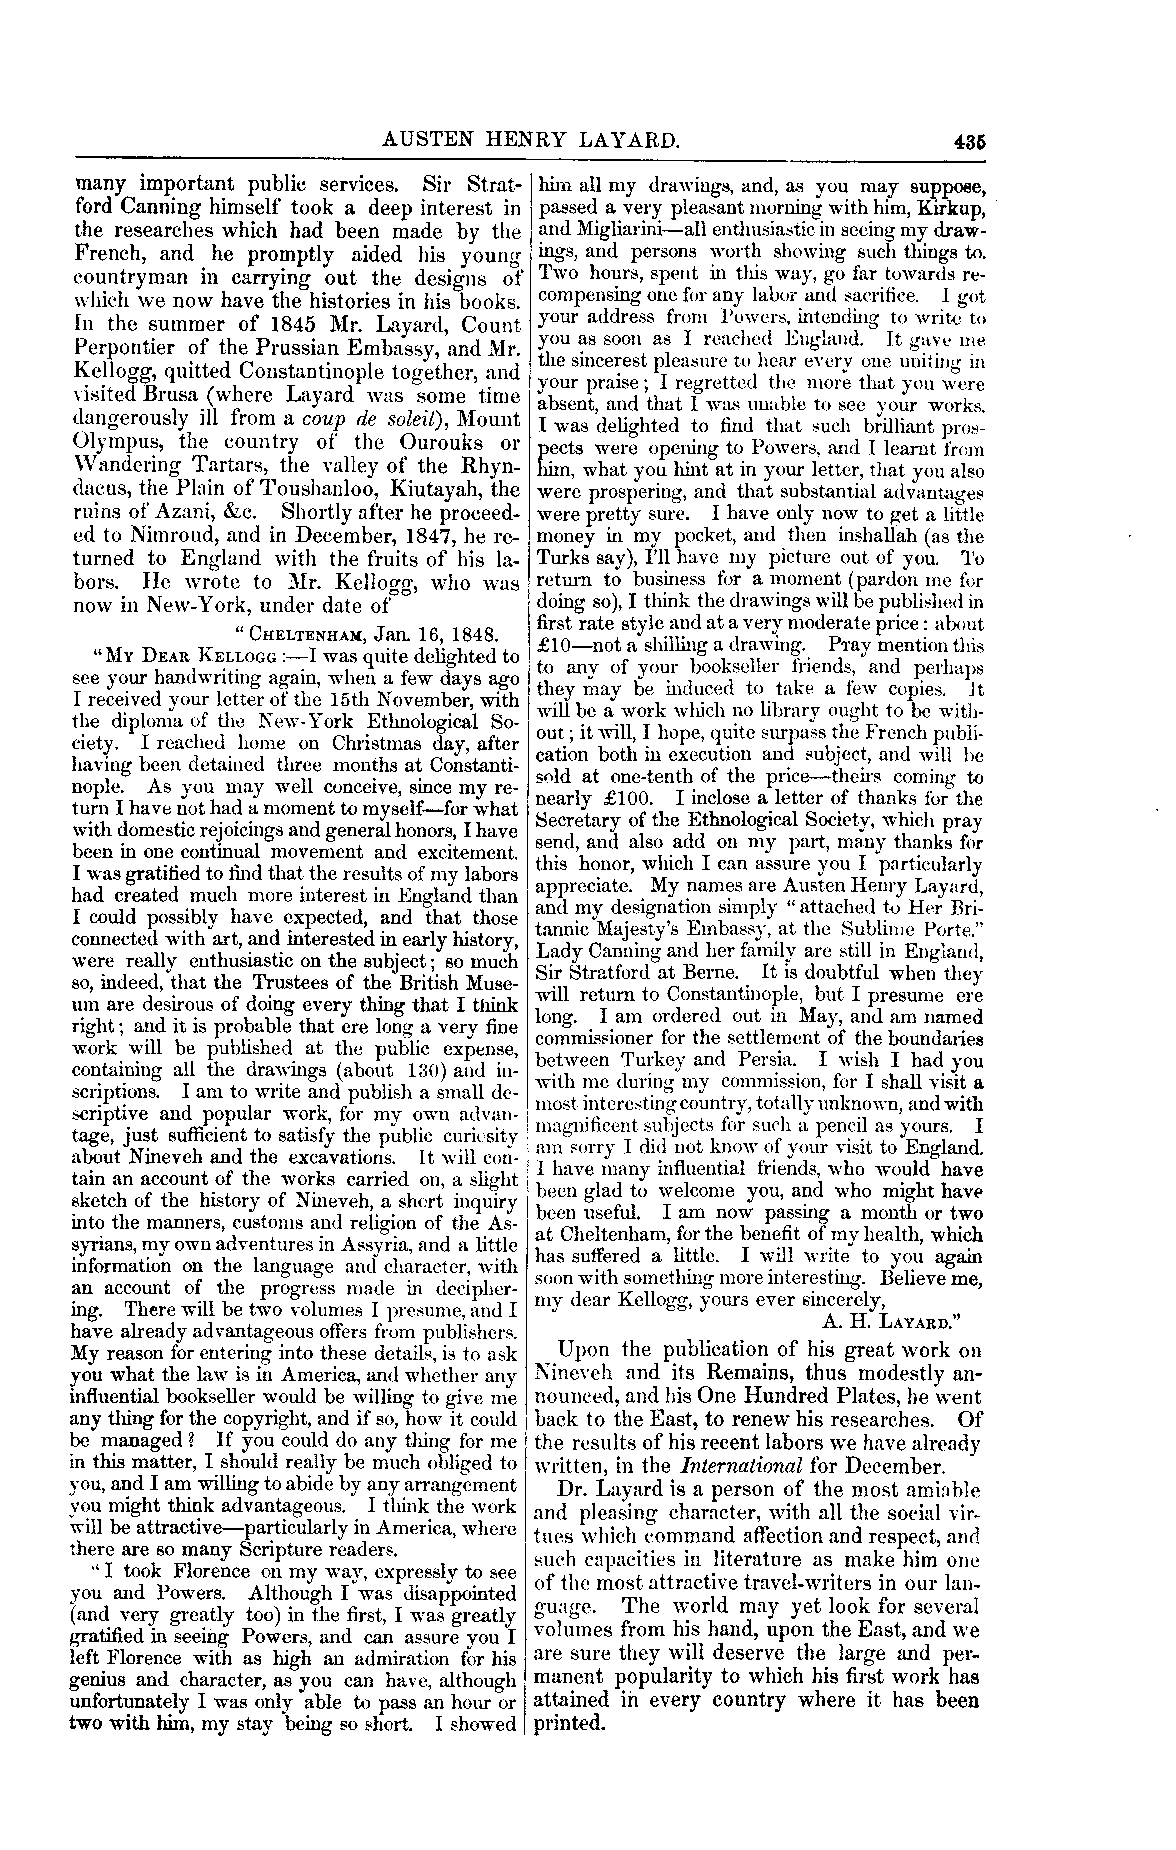 AUSTEN HENRY LAYARD. 435
many important public services. Sir Strat-
ford Canning himself took a deep interest in
the researches which had been made by the
French, and he promptly aided his young
countryman in carrying out the designs of
which we now have the histories in his books.
In the summer of 1845 Mr. Layard, Count
Perpontier of the Prussian Embassy, and Mr.
Kellogg, quitted Constantinople together, and
visited Brusa (where Layard was some time
dangerously ill from a coup de soleil), Mount
Olympus, the country of the Ourouks or
Wandering Tartars, the valley of the Rhyn-
dacus, the Plain of Toushanloo, Kiutayah, the
ruins of Azani, &c. Shortly after he proceed-
ed to Nimroud, and in December, 1847, he re-
turned to England with the fruits of his la-
bors. He wrote to Mr. Kellogg, who was
now in New-York, under date of
"CHELTENHAM, Jan. 16, 1848.
"MY DEAR KELLOGG :—I was quite delighted to
see your handwriting again, when a few days ago
I received your letter of the 15th November, with
the diploma of the New-York Ethnological So-
ciety. I reached home on Christmas day, after
having been detained three months at Constanti-
nople. As you may well conceive, since my re-
turn I have not had a moment to myself—for what
with domestic rejoicings and general honors, I have
been in one continual movement and excitement.
I was gratified to find that the results of my labors
had created much more interest in England than
I could possibly have expected, and that those
connected with art, and interested in early history,
were really enthusiastic on the subject; so much
so, indeed, that the Trustees of the British Muse-
um are desirous of doing every thing that I think
right; and it is probable that ere long a very fine
work will be published at the public expense,
containing all the drawings (about 130) and in-
scriptions. I am to write and publish a small de-
scriptive and popular work, for my own advan-
tage, just sufficient to satisfy the public curiosity
about Nineveh and the excavations. It will con-
tain an account of the works carried on, a slight
sketch of the history of Nineveh, a short inquiry
into the manners, customs and religion of the As-
syrians, my own adventures in Assyria, and a little
information on the language and character, with
an account of the progress made in decipher-
ing. There will be two volumes I presume, and I
have already advantageous offers from publishers.
My reason for entering into these details, is to ask
you what the law is in America, and whether any
influential bookseller would be willing to give me
any thing for the copyright, and if so, how it could
be managed? If you could do any thing for me
in this matter, I should really be much obliged to
you, and I am willing to abide by any arrangement
you might think advantageous. I think the work
will be attractive—particularly in America, where
there are so many Scripture readers.
"I took Florence on my way, expressly to see
you and Powers. Although I was disappointed
(and very greatly too) in the first, I was greatly
gratified in seeing Powers, and can assure you I
left Florence with as high an admiration for his
genius and character, as you can have, although
unfortunately I was only able to pass an hour or
two with him, my stay being so short. I showed
him all my drawings, and, as you may suppose,
passed a very pleasant morning with him, Kirkup,
and Migliarini—all enthusiastic in seeing my draw-
ings, and persons worth showing such things to.
Two hours, spent in this way, go far towards re-
compensing one for any labor and sacrifice. I got
your address from Powers, intending to write to
you as soon as I reached England. It gave me
the sincerest pleasure to hear every one uniting in
your praise; I regretted the more that you were
absent, and that I was unable to see your works.
I was delighted to find that such brilliant pros-
pects were opening to Powers, and I learnt from
him, what you hint at in your letter, that you also
were prospering, and that substantial advantages
were pretty sure. I have only now to get a little
money in my pocket, and then inshallah (as the
Turks say), I'll have my picture out of you. To
return to business for a moment (pardon me for
doing so), I think the drawings will be published in
first rate style and at a very moderate price: about
£10—not a shilling a drawing. Pray mention this
to any of your bookseller friends, and perhaps
they may be induced to take a few copies. It
will be a work which no library ought to be with-
out; it will, I hope, quite surpass the French publi-
cation both in execution and subject, and will be
sold at one-tenth of the price—theirs coming to
nearly £100. I inclose a letter of thanks for the
Secretary of the Ethnological Society, which pray
send, and also add on my part, many thanks for
this honor, which I can assure you I particularly
appreciate. My names are Austen Henry Layard,
and my designation simply "attached to Her Bri-
tannic Majesty's Embassy, at the Sublime Porte."
Lady Canning and her family are still in England,
Sir Stratford at Berne. It is doubtful when they
will return to Constantinople, but I presume ere
long. I am ordered out in May, and am named
commissioner for the settlement of the boundaries
between Turkey and Persia. I wish I had you
with me during my commission, for I shall visit a
most interesting country, totally unknown, and with
magnificent subjects for such a pencil as yours. I
am sorry I did not know of your visit to England.
I have many influential friends, who would have
been glad to welcome you, and who might have
been useful. I am now passing a month or two
at Cheltenham, for the benefit of my health, which
has suffered a little. I will write to you again
soon with something more interesting. Believe me,
my dear Kellogg, yours ever sincerely,
A. H. LAYARD."
Upon the publication of his great work on
Nineveh and its Remains, thus modestly an-
nounced, and his One Hundred Plates, he went
back to the East, to renew his researches. Of
the results of his recent labors we have already
written, in the International for December.
Dr. Layard is a person of the most amiable
and pleasing character, with all the social vir-
tues which command affection and respect, and
such capacities in literature as make him one
of the most attractive travel-writers in our lan-
guage. The world may yet look for several
volumes from his hand, upon the East, and we
are sure they will deserve the large and per-
manent popularity to which his first work has
attained in every country where it has been
printed.